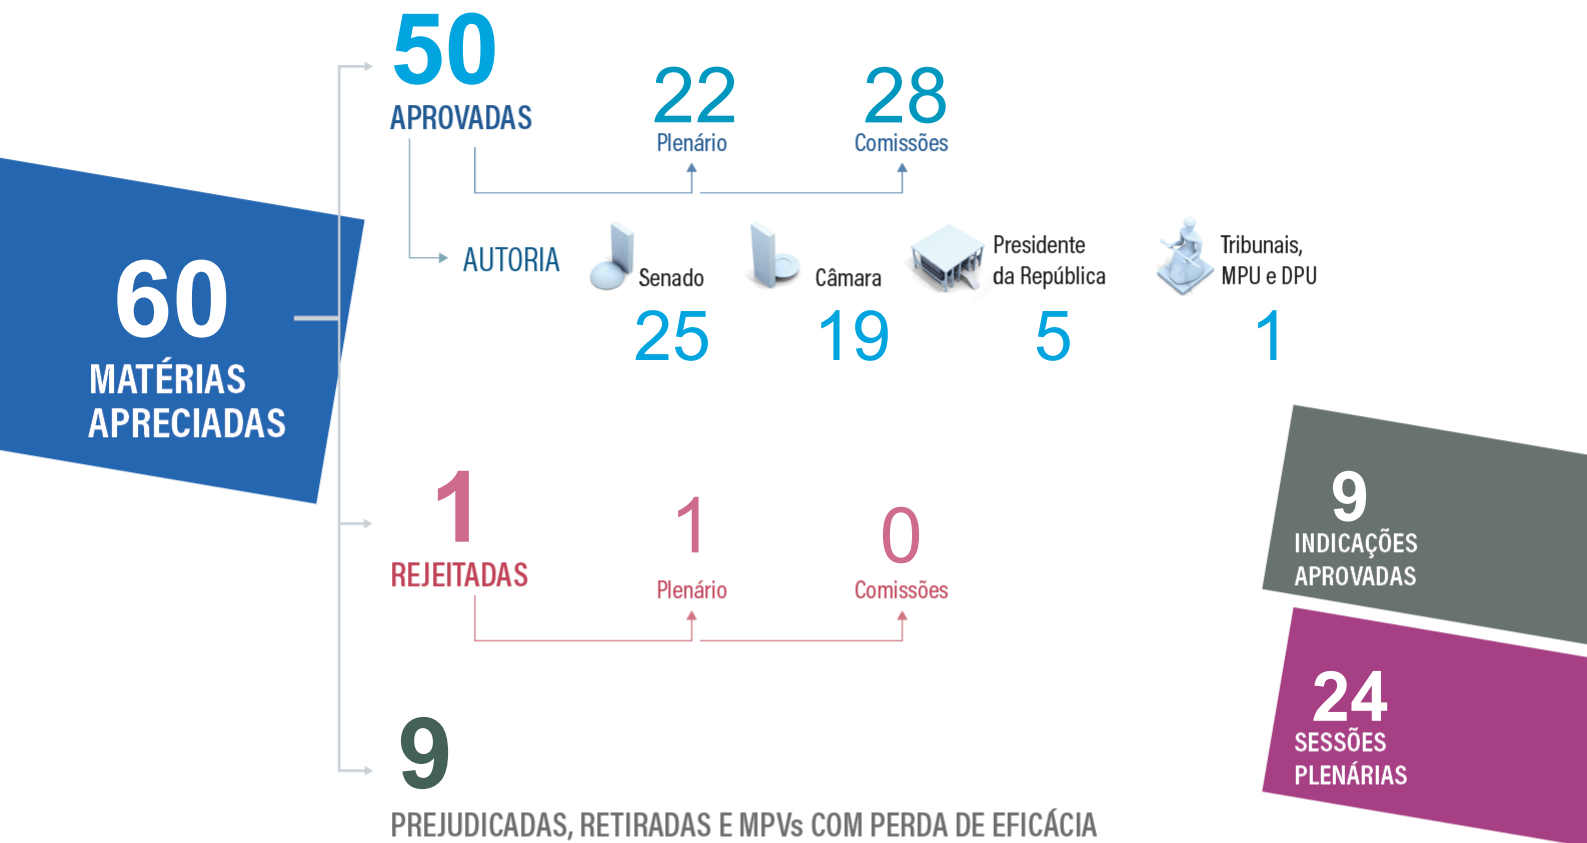 50
APROVADAS
22
Plenário
28
Comissões
AUTORIA
Senado
25
Câmara
19
Presidente
da República
5
Tribunais,
MPU e DPU
1
60
MATÉRIAS
APRECIADAS
1
REJEITADAS
1
Plenário
0
Comissões
9
PREJUDICADAS, RETIRADAS E MPVs COM PERDA DE EFICÁCIA
9
INDICAÇÕES
APROVADAS
24
SESSÕES
PLENÁRIAS